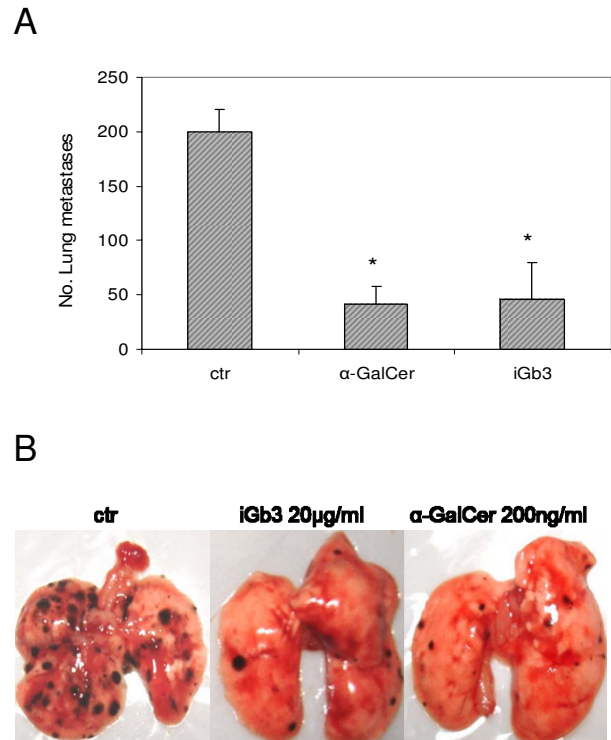 A
No. Lung metastases
250
200
150
100
50
0
*
*
ctr
α-GalCer
iGb3
B
ctr
iGb3 20µg/ml
α-GalCer 200ng/ml